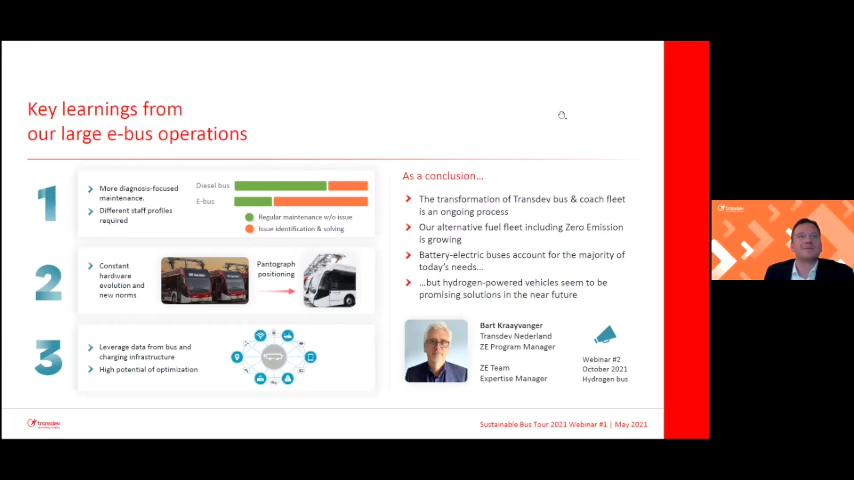 Key learnings from
our large e-bus operations
1
More diagnosis-focused
maintenance.
Different staff profiles
required
Diesel bus
E-bus
Regular maintenance w/o issue
Issue identification & solving
2
Constant
hardware
evolution and
new norms
Pantograph
positioning
3
Leverage data from bus and
charging infrastructure
High potential of optimization
As a conclusion...
The transformation of Transdev bus & coach fleet
is an ongoing process
Our alternative fuel fleet including Zero Emission
is growing
Battery-electric buses account for the majority of
today's needs...
...but hydrogen-powered vehicles seem to be
promising solutions in the near future
Bart Kraayvanger
Transdev Nederland
ZE Program Manager
ZE Team
Expertise Manager
Webinar #2
October 2021
Hydrogen bus
transdev
Sustainable Bus Tour 2021 Webinar #1 | May 2021
transdev